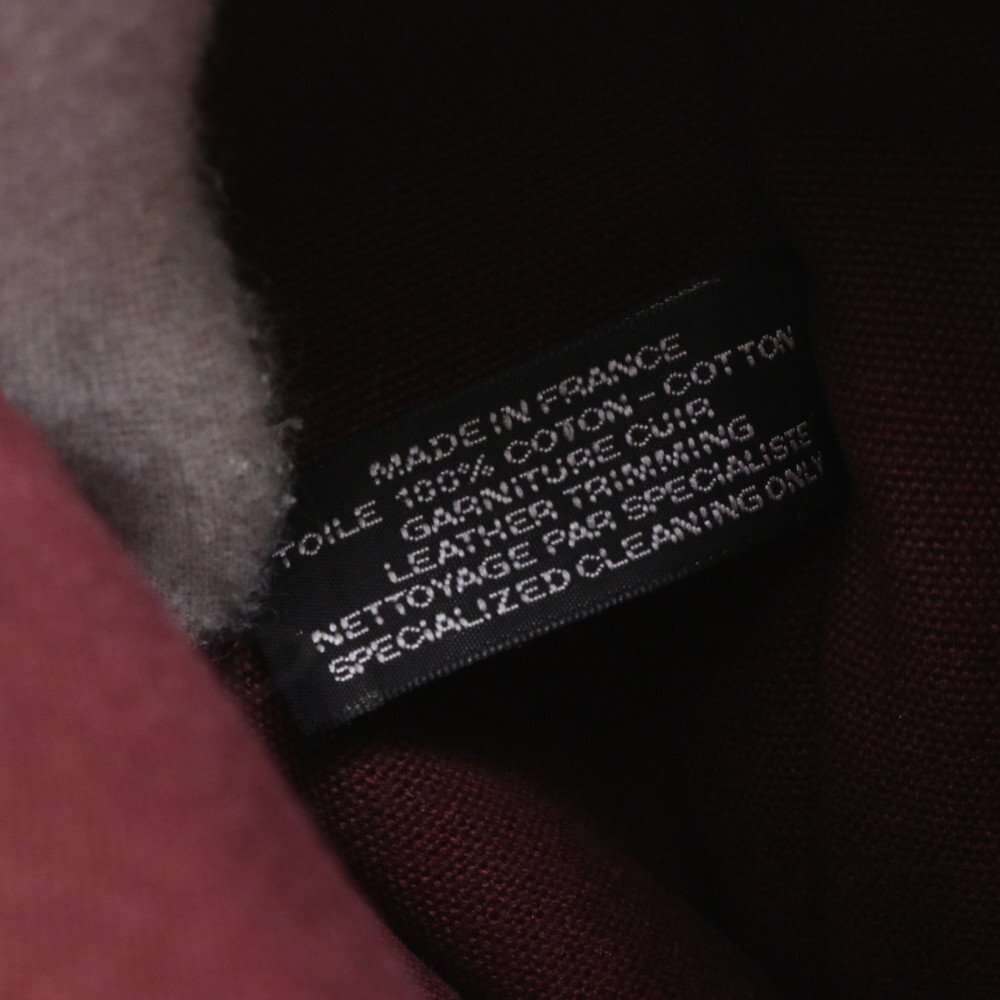 MADE IN FRANCE
TOILE 100% COTON - COTTON
GARNITURE CUIR
LEATHER TRIMMING
NETTOYAGE PAR SPECIALISTE
SPECIALIZED CLEANING ONLY